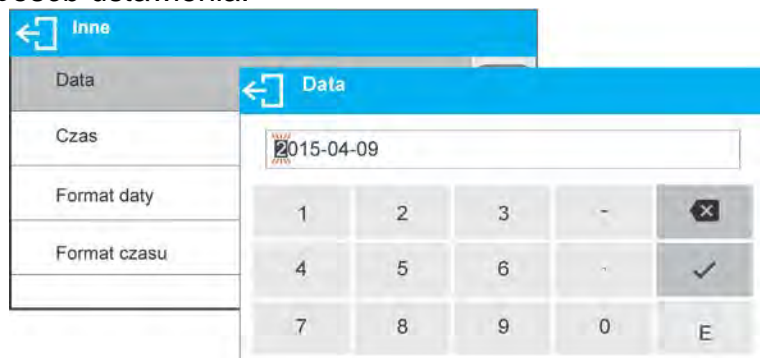 ustawienia.
Inne
Data
Czas
Format daty
Format czasu
Data
2015-04-09
1 2 3 -
4 5 6 .
7 8 9 0 E